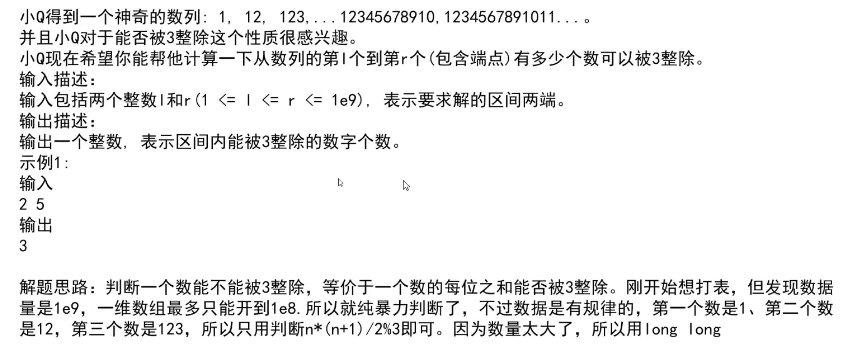 小Q得到一个神奇的数列: 1, 12, 123,...12345678910,1234567891011...。
并且小Q对于能否被3整除这个性质很感兴趣。
小Q现在希望你能帮他计算一下从数列的第l个到第r个(包含端点)有多少个数可以被3整除。
输入描述:
输入包括两个整数l和r(1 <= l <= r <= 1e9), 表示要求解的区间两端。
输出描述:
输出一个整数, 表示区间内能被3整除的数字个数。
示例1:
输入
2 5
输出
3
解题思路: 判断一个数能不能被3整除, 等价于一个数的每位之和能否被3整除。刚开始想打表, 但发现数据
量是1e9, 一维数组最多只能开到1e8.所以就纯暴力判断了, 不过数据是有规律的, 第一个数是1、第二个数
是12, 第三个数是123, 所以只用判断n*(n+1)/2%3即可。因为数量太大了, 所以用long long